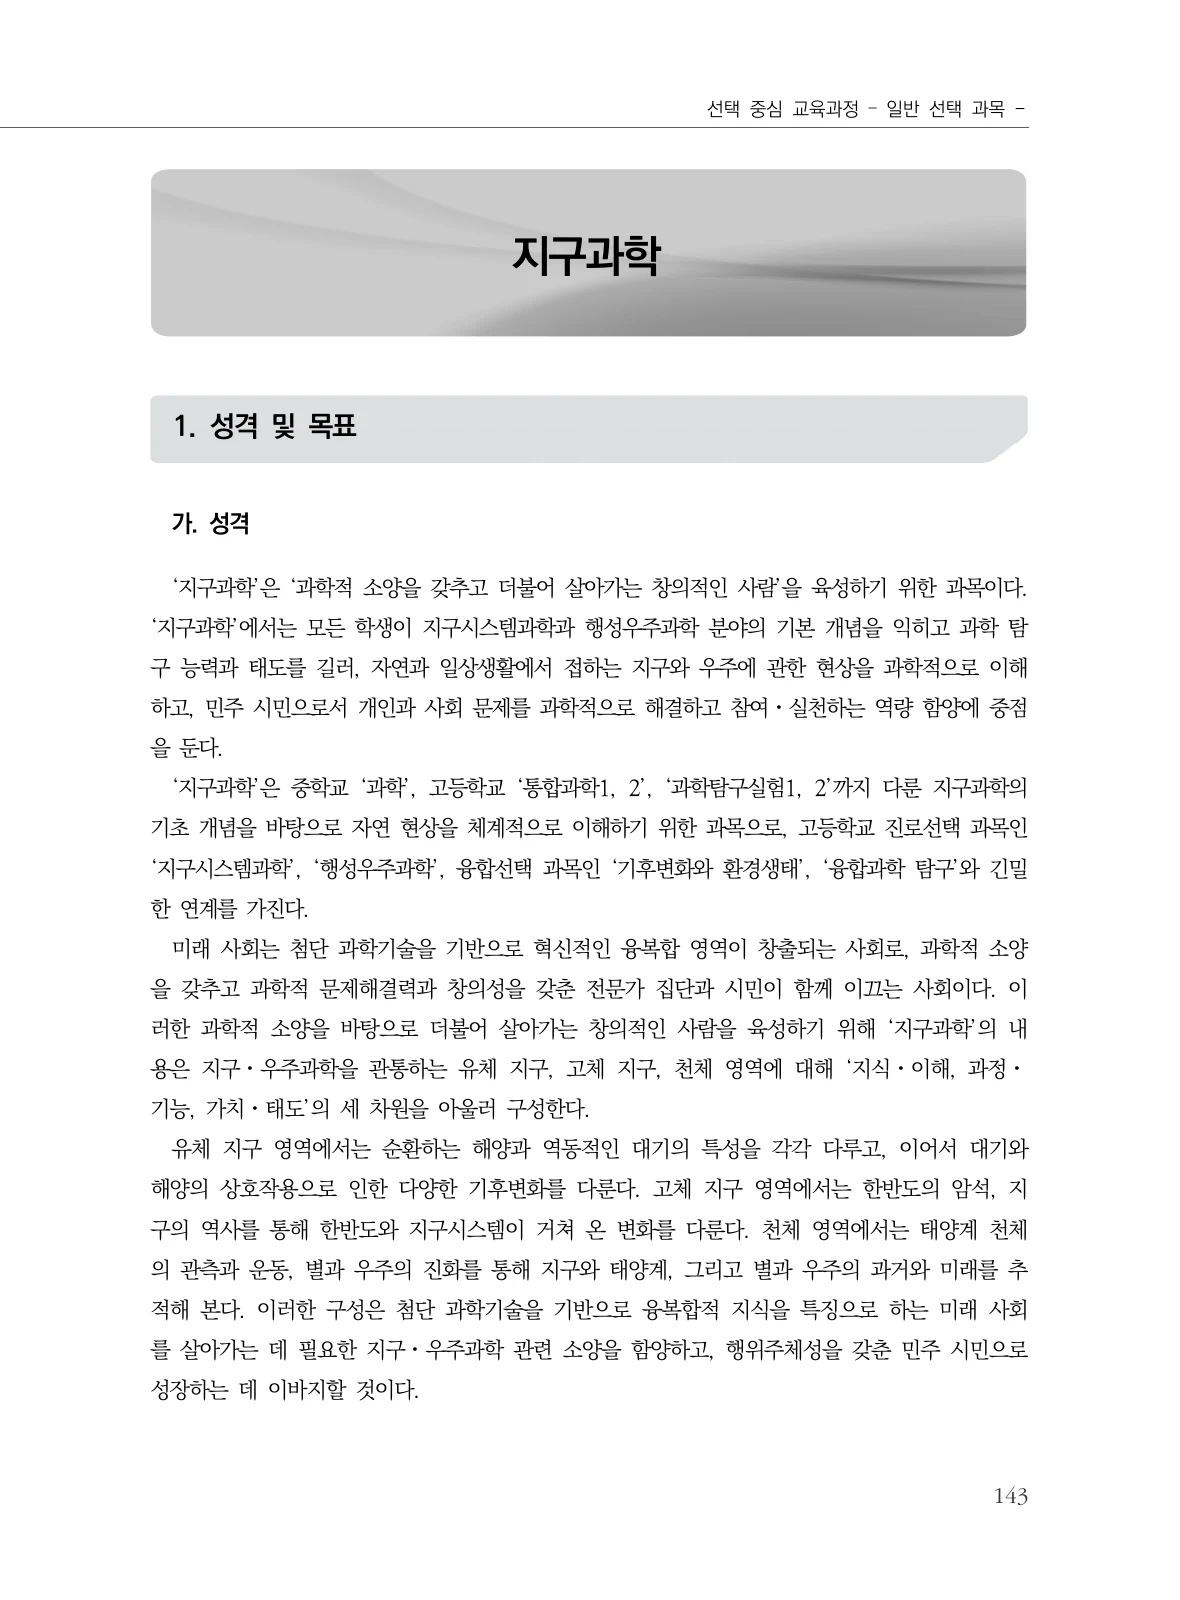 선택 중심 교육과정 - 일반 선택 과목 -
지구과학
1. 성격 및 목표
가. 성격
‘지구과학’은 ‘과학적 소양을 갖추고 더불어 살아가는 창의적인 사람’을 육성하기 위한 과목이다.
‘지구과학’에서는 모든 학생이 지구시스템과학과 행성우주과학 분야의 기본 개념을 익히고 과학 탐
구 능력과 태도를 길러, 자연과 일상생활에서 접하는 지구와 우주에 관한 현상을 과학적으로 이해
하고, 민주 시민으로서 개인과 사회 문제를 과학적으로 해결하고 참여·실천하는 역량 함양에 중점
을 둔다.
‘지구과학’은 중학교 ‘과학’, 고등학교 ‘통합과학1, 2’, ‘과학탐구실험1, 2’까지 다룬 지구과학의
기초 개념을 바탕으로 자연 현상을 체계적으로 이해하기 위한 과목으로, 고등학교 진로선택 과목인
‘지구시스템과학’, ‘행성우주과학’, 융합선택 과목인 ‘기후변화와 환경생태’, ‘융합과학 탐구’와 긴밀
한 연계를 가진다.
미래 사회는 첨단 과학기술을 기반으로 혁신적인 융복합 영역이 창출되는 사회로, 과학적 소양
을 갖추고 과학적 문제해결력과 창의성을 갖춘 전문가 집단과 시민이 함께 이끄는 사회이다. 이
러한 과학적 소양을 바탕으로 더불어 살아가는 창의적인 사람을 육성하기 위해 ‘지구과학’의 내
용은 지구·우주과학을 관통하는 유체 지구, 고체 지구, 천체 영역에 대해 ‘지식·이해, 과정·
기능, 가치·태도’의 세 차원을 아울러 구성한다.
유체 지구 영역에서는 순환하는 해양과 역동적인 대기의 특성을 각각 다루고, 이어서 대기와
해양의 상호작용으로 인한 다양한 기후변화를 다룬다. 고체 지구 영역에서는 한반도의 암석, 지
구의 역사를 통해 한반도와 지구시스템이 거쳐 온 변화를 다룬다. 천체 영역에서는 태양계 천체
의 관측과 운동, 별과 우주의 진화를 통해 지구와 태양계, 그리고 별과 우주의 과거와 미래를 추
적해 본다. 이러한 구성은 첨단 과학기술을 기반으로 융복합적 지식을 특징으로 하는 미래 사회
를 살아가는 데 필요한 지구·우주과학 관련 소양을 함양하고, 행위주체성을 갖춘 민주 시민으로
성장하는 데 이바지할 것이다.
143